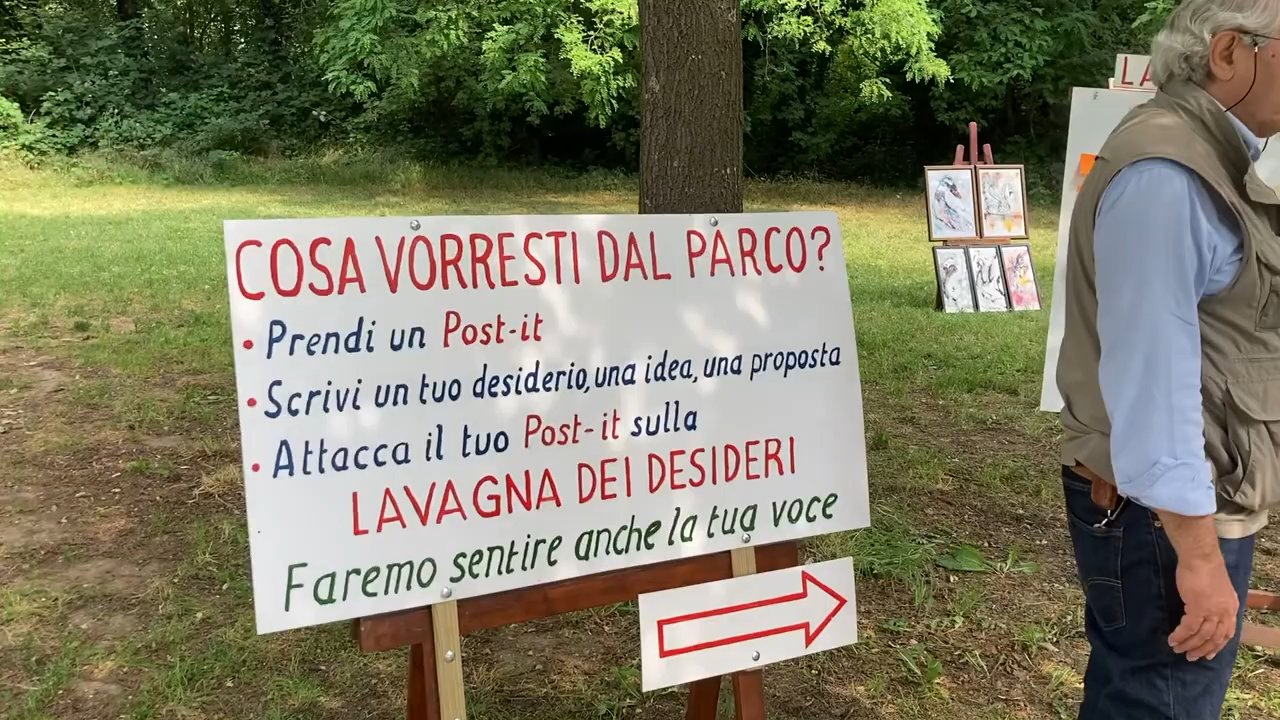 COSA VORRESTI DAL PARCO?
• Prendi un Post-it
• Scrivi un tuo desiderio, una idea, una proposta
• Attacca il tuo Post-it sulla
LAVAGNA DEI DESIDERI
Faremo sentire anche la tua voce